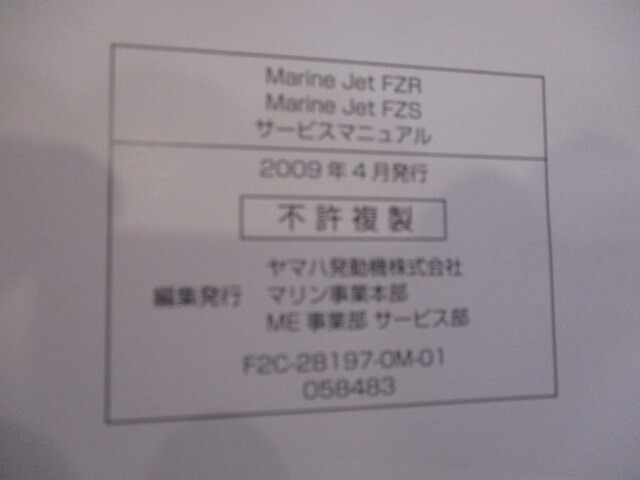 Marine Jet FZR
Marine Jet FZS
サービスマニュアル
2009年4月発行
不許複製
ヤマハ発動機株式会社
編集発行 マリン事業本部
ME事業部 サービス部
F2C-28197-0M-01
058483